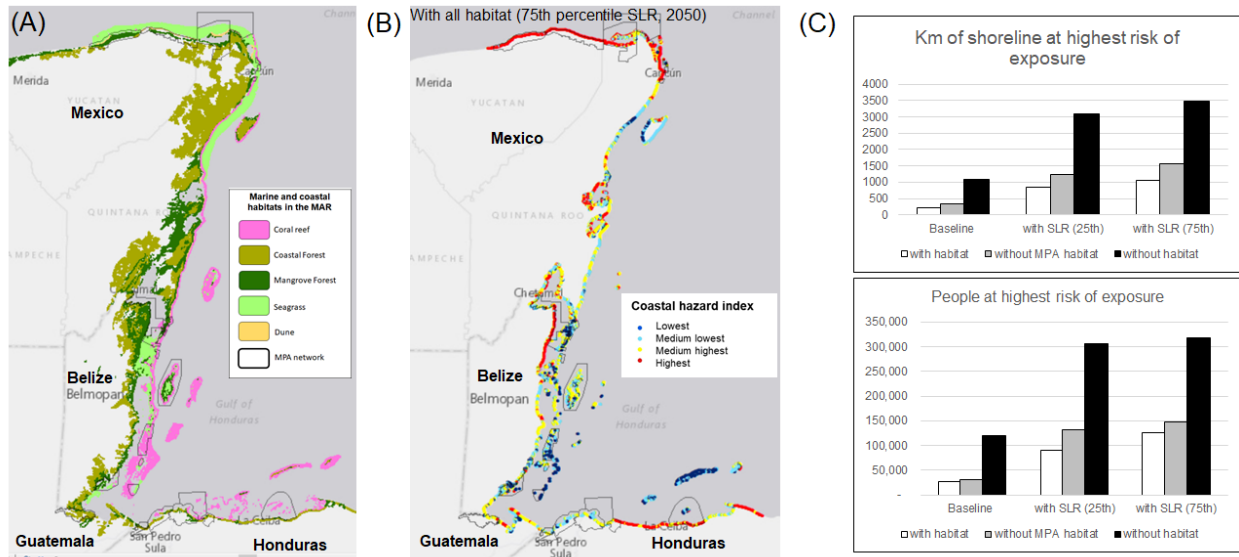 (A)
Channel
Merida
Cancún
YUCATAN
Mexico
QUINTANA ROO
AMPECHE
Chetumal
Belize
Belmopan
Gulf of
Honduras
San Pedro
Sula
La Ceiba
Guatemala
Honduras
Marine and coastal
habitats in the MAR
Coral reef
Coastal Forest
Mangrove Forest
Seagrass
Dune
MPA network
(B)
With all habitat (75th percentile SLR, 2050)
Channel
Merida
Cancún
YUCATAN
Mexico
QUINTANA ROO
AMPECHE
Chetumal
Belize
Belmopan
Gulf of
Honduras
San Pedro
Sula
La Ceiba
Guatemala
Honduras
Coastal hazard index
Lowest
Medium lowest
Medium highest
Highest
(C)
Km of shoreline at highest risk of
exposure
4000
3500
3000
2500
2000
1500
1000
500
0
Baseline with SLR (25th) with SLR (75th)
with habitat without MPA habitat without habitat
People at highest risk of exposure
350,000
300,000
250,000
200,000
150,000
100,000
50,000
-
Baseline with SLR (25th) with SLR (75th)
with habitat without MPA habitat without habitat